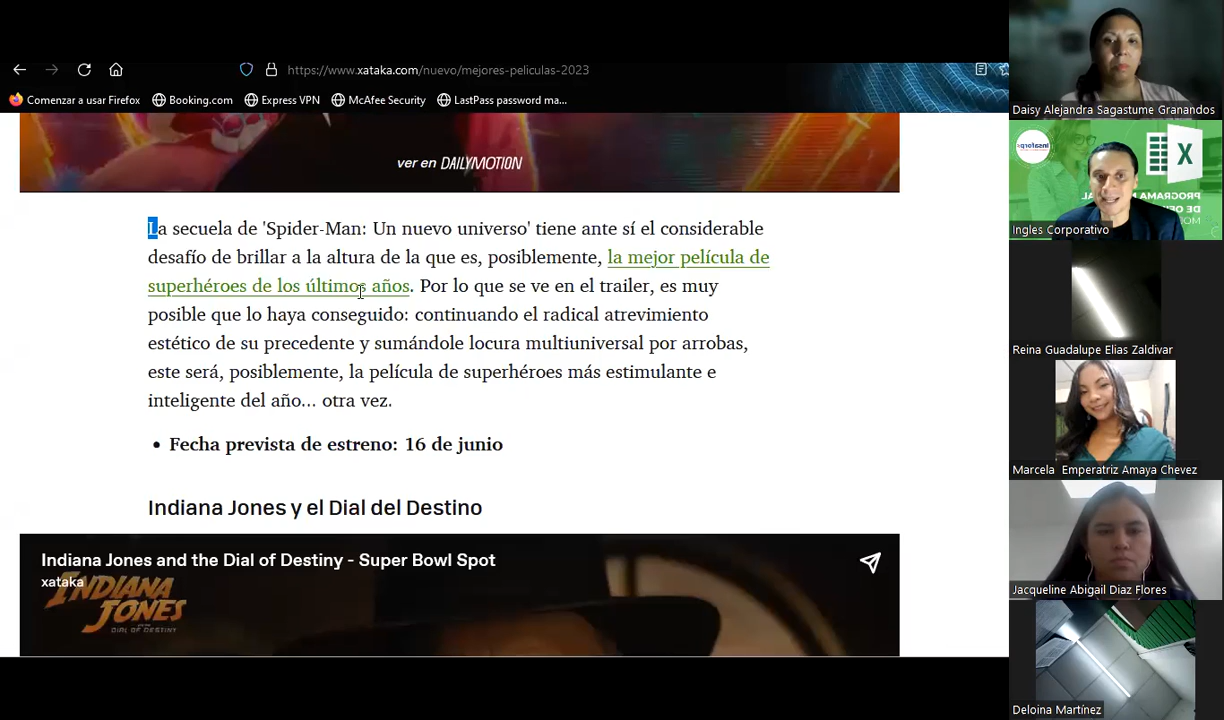 https://www.xataka.com/nuevo/mejores-peliculas-2023
Comenzar a usar Firefox
Booking.com
Express VPN
McAfee Security
LastPass password ma...
ver en DAILYMOTION
La secuela de 'Spider-Man: Un nuevo universo' tiene ante sí el considerable
desafío de brillar a la altura de la que es, posiblemente, la mejor película de
superhéroes de los últimos años. Por lo que se ve en el trailer, es muy
posible que lo haya conseguido: continuando el radical atrevimiento
estético de su precedente y sumándole locura multiuniversal por arrobas,
este será, posiblemente, la película de superhéroes más estimulante e
inteligente del año... otra vez.
• Fecha prevista de estreno: 16 de junio
Indiana Jones y el Dial del Destino
Indiana Jones and the Dial of Destiny - Super Bowl Spot
xataka
INDIANA
JONES
DIAL OF DESTINY
Daisy Alejandra Sagastume Granandos
Insaforp
X
PROGRAMA
Ingles Corporativo
Reina Guadalupe Elias Zaldivar
Marcela Emperatriz Amaya Chevez
Jacqueline Abigail Diaz Flores
Deloina Martínez